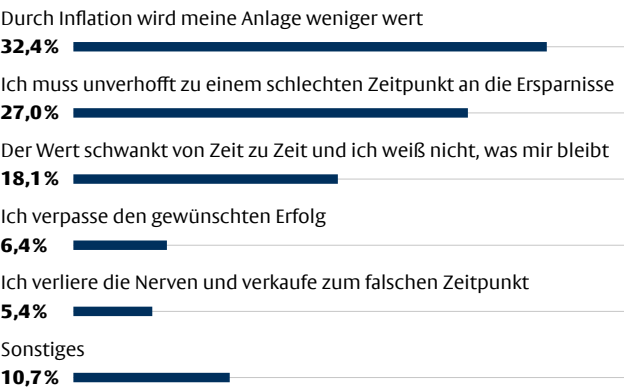 Durch Inflation wird meine Anlage weniger wert
32,4%
Ich muss unverhofft zu einem schlechten Zeitpunkt an die Ersparnisse
27,0%
Der Wert schwankt von Zeit zu Zeit und ich weiß nicht, was mir bleibt
18,1%
Ich verpasse den gewünschten Erfolg
6,4%
Ich verliere die Nerven und verkaufe zum falschen Zeitpunkt
5,4%
Sonstiges
10,7%